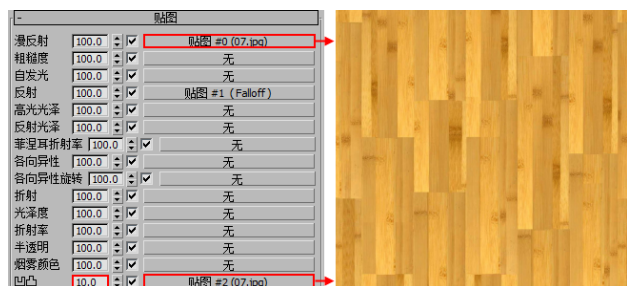 - 贴图
漫反射 100.0 贴图 #0 (07.jpg)
粗糙度 100.0 无
自发光 100.0 无
反射 100.0 贴图 #1 (Falloff)
高光光泽 100.0 无
反射光泽 100.0 无
菲涅耳折射率 100.0 无
各向异性 100.0 无
各向异性旋转 100.0 无
折射 100.0 无
光泽度 100.0 无
折射率 100.0 无
半透明 100.0 无
烟雾颜色 100.0 无
凹凸 10.0 贴图 #2 (07.jpg)